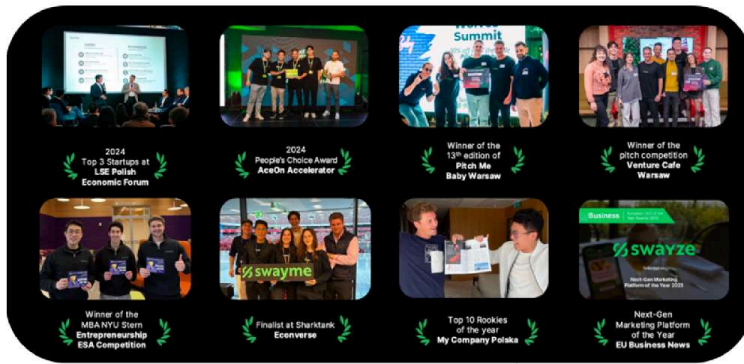 Summit
2024
Top 3 Startups at
LSE Polish
Economic Forum
2024
People's Choice Award
AceOn Accelerator
Winner of the
13th edition of
Pitch Me
Baby Warsaw
Winner of the
pitch competition
Venture Cafe
Warsaw
swayme
Business
swayze
Next-Gen Marketing
Platform of the Year 2025
Winner of the
MBA NYU Stern
Entrepreneurship
ESA Competition
Finalist at Sharktank
Econverse
Top 10 Rookies
of the year
My Company Polska
Next-Gen
Marketing Platform
of the Year
EU Business News